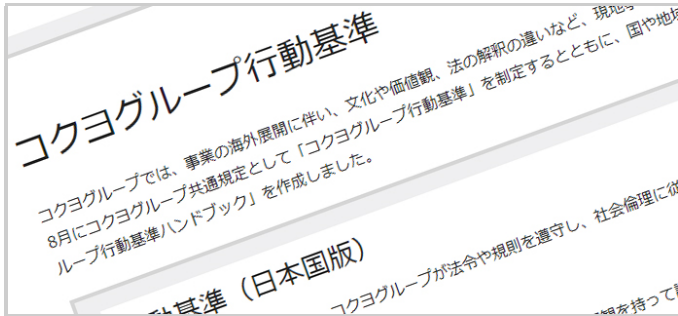 コクヨグループ行動基準
コクヨグループでは、事業の海外展開に伴い、文化や価値観、法の解釈の違いなど、現地
8月にコクヨグループ共通規定として「コクヨグループ行動基準」を制定するとともに、国や地域
ループ行動基準ハンドブック」を作成しました。
動基準（日本国版）
コクヨグループが法令や規則を遵守し、社会倫理に従
観を持って